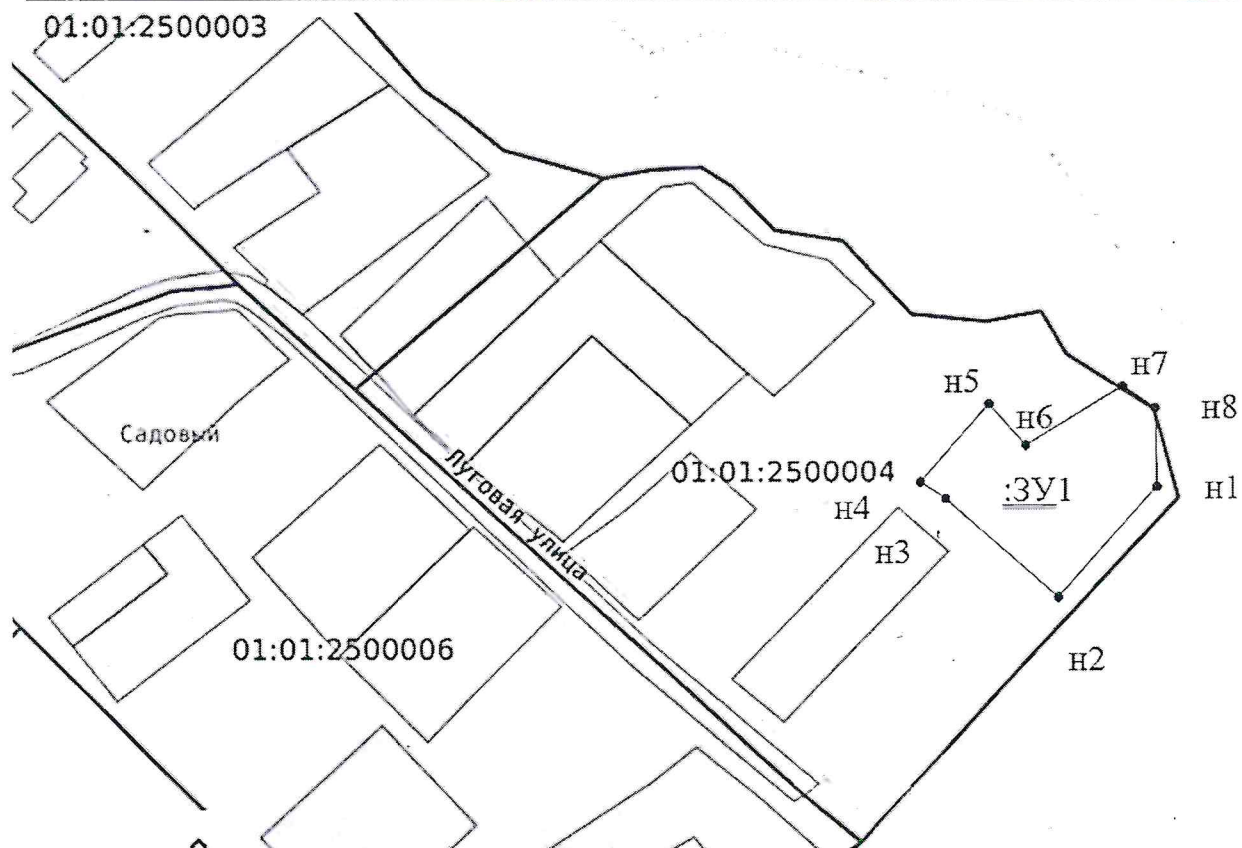 01:01:2500003
н7
н5
н8
н6
Садовый
01:01:2500004
:ЗУ1
н1
Луговая улица
н4
н3
01:01:2500006
н2